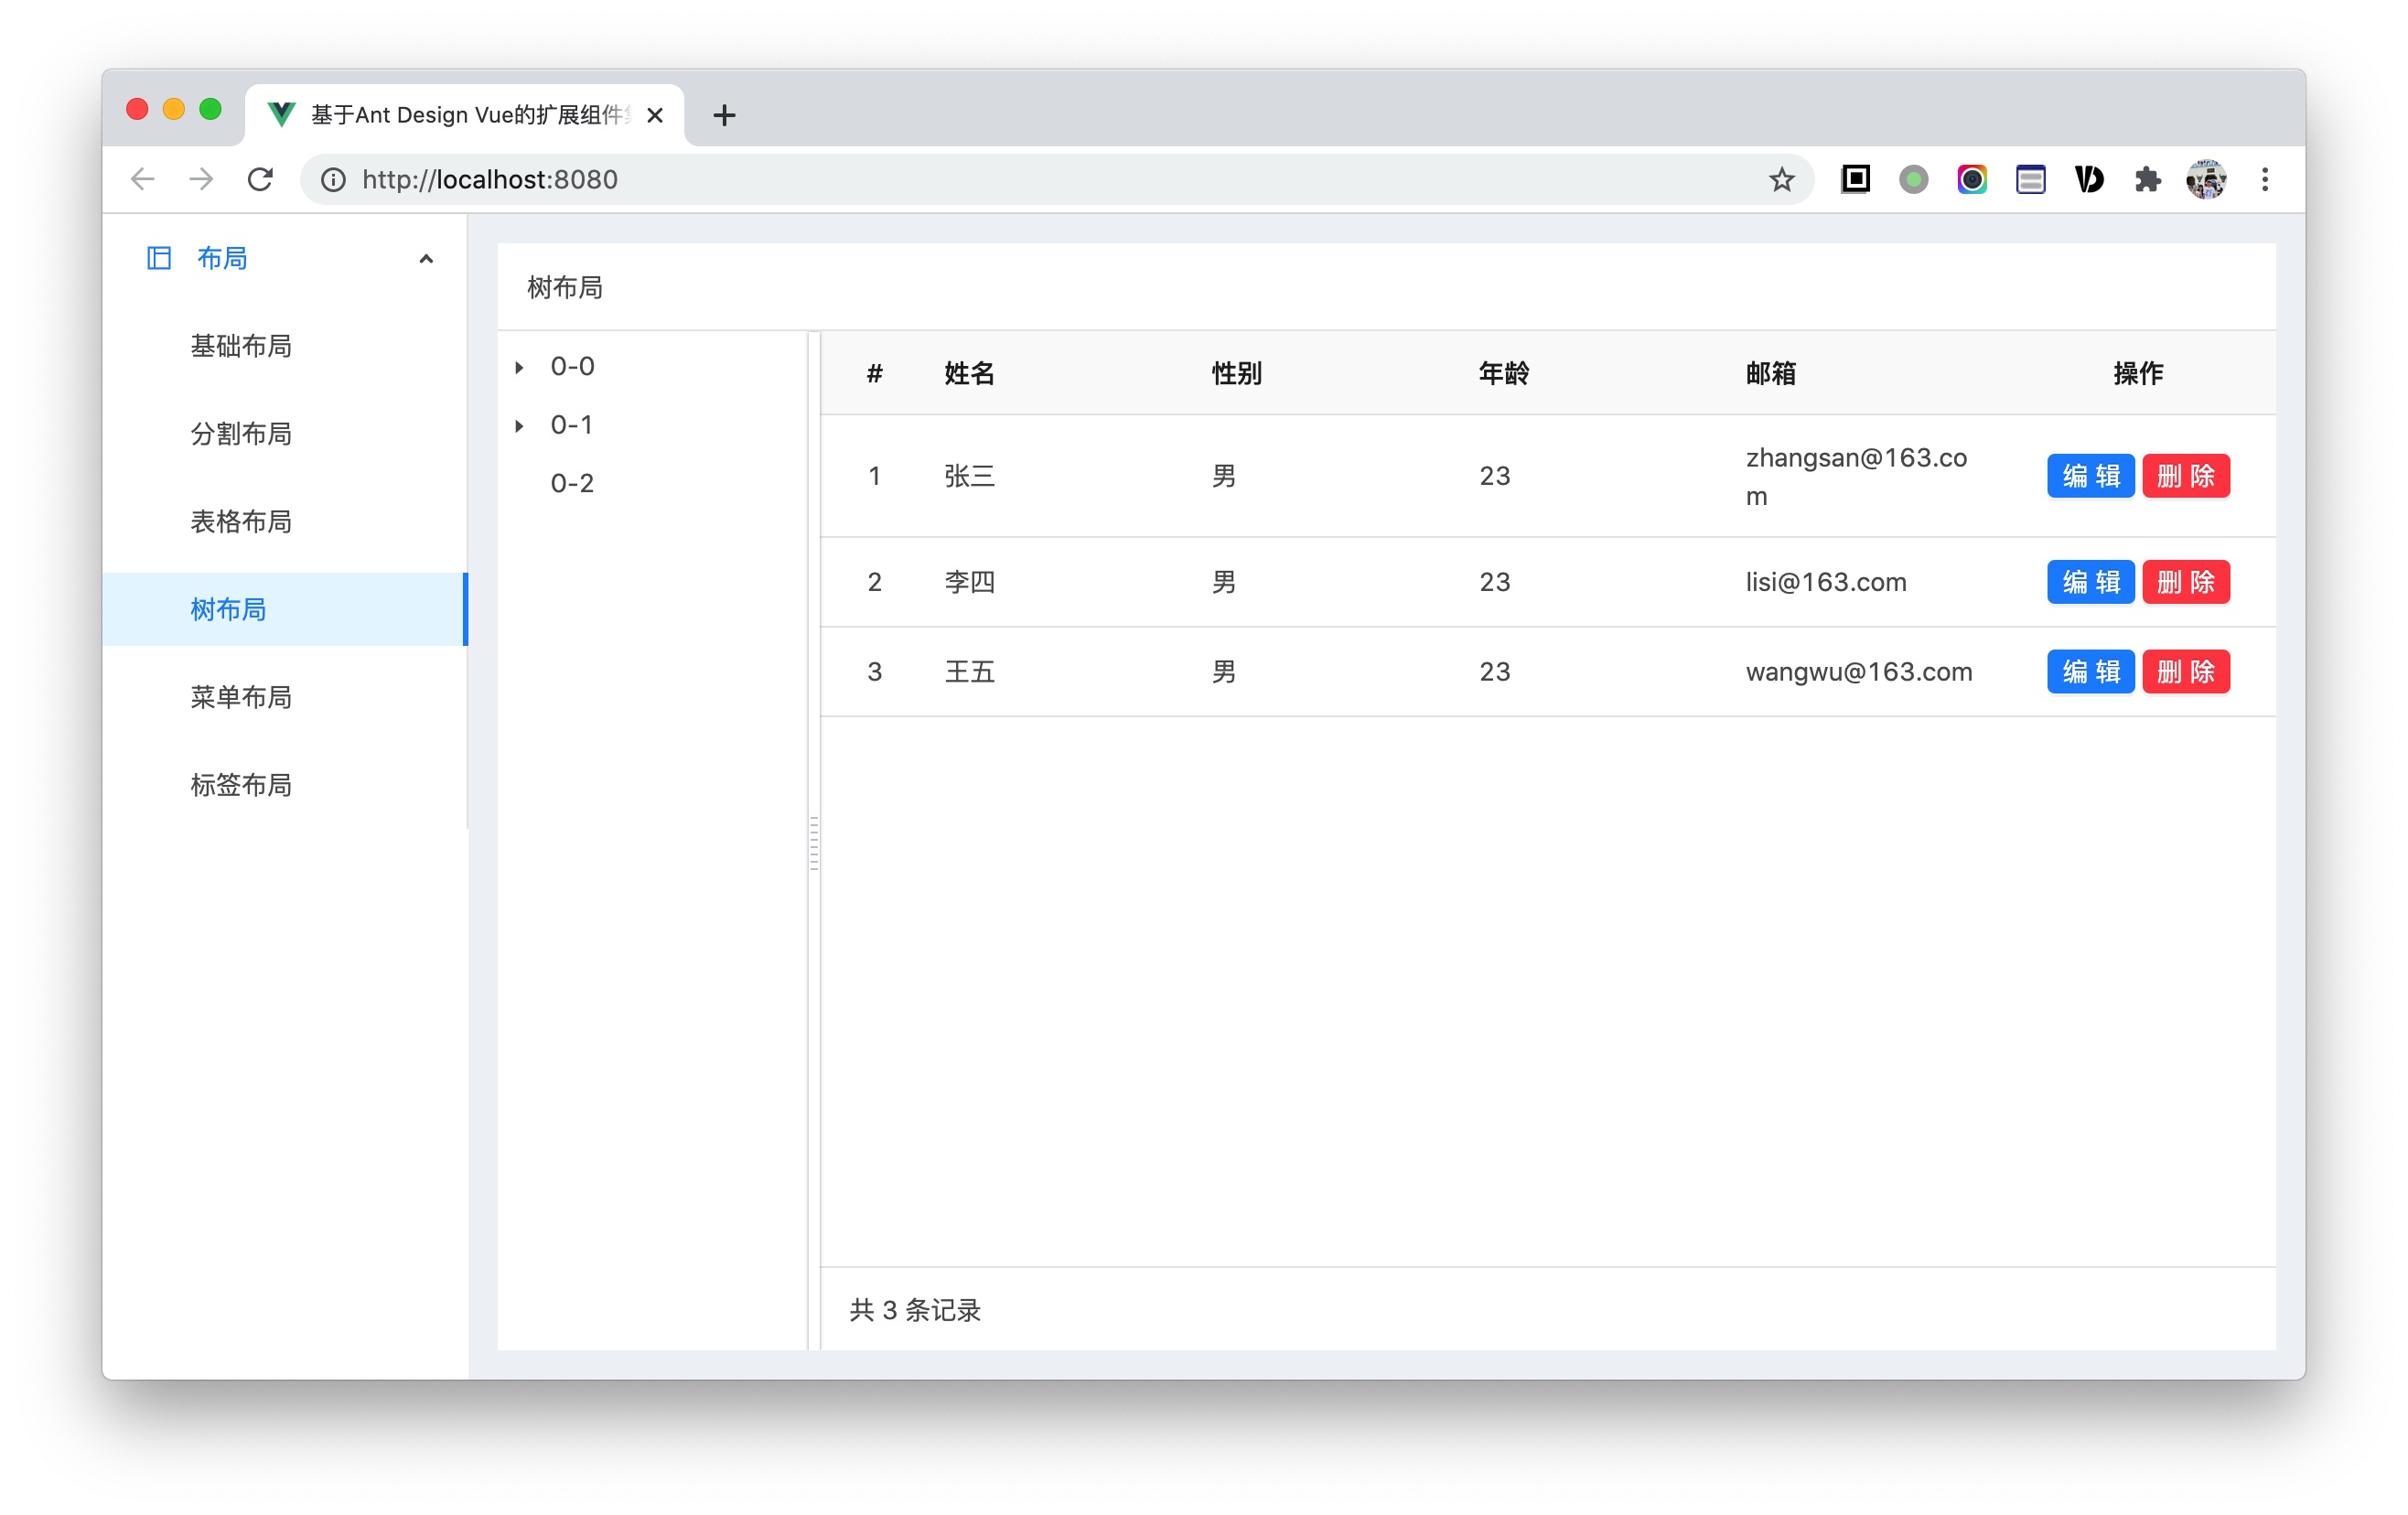 基于Ant Design Vue的扩展组件
http://localhost:8080
布局
基础布局
分割布局
表格布局
树布局
菜单布局
标签布局
树布局
0-0
0-1
0-2
# 姓名 性别 年龄 邮箱 操作
1 张三 男 23 zhangsan@163.co
m 编 辑 删 除
2 李四 男 23 lisi@163.com 编 辑 删 除
3 王五 男 23 wangwu@163.com 编 辑 删 除
共 3 条记录